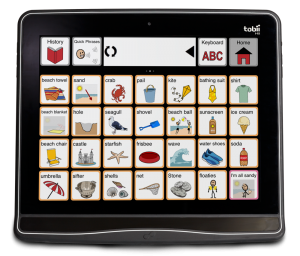 tobii
History
Quick Phrases
Keyboard
ABC
Home
beach towel
sand
crab
pail
kite
bathing suit
shirt
beach blanket
hole
seagull
shovel
beach ball
sunscreen
ice cream
beach chair
castle
starfish
frisbee
wave
water shoes
soda
umbrella
sifter
shells
net
Stone
floaties
I'm all sandy